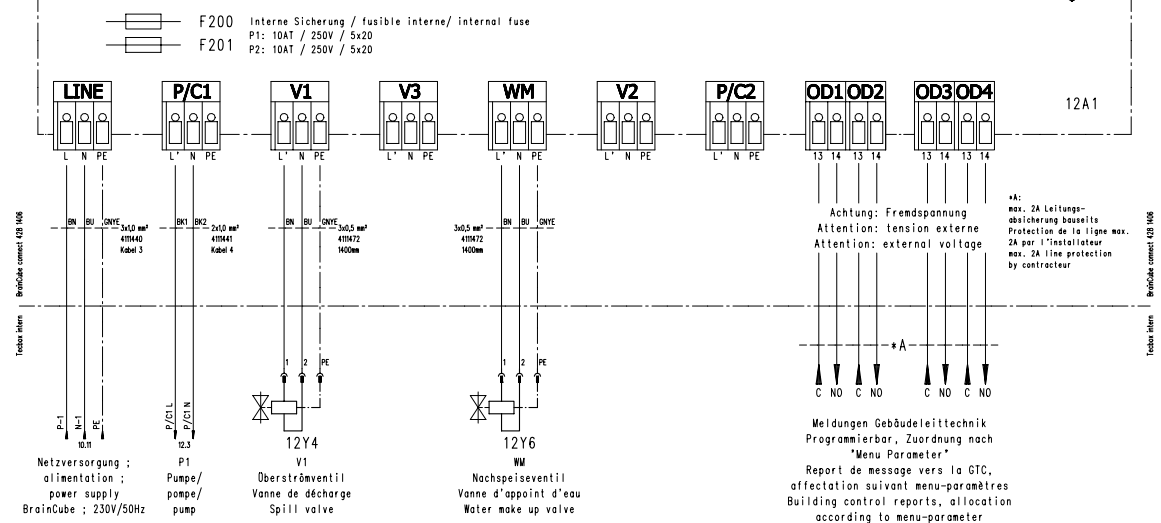 F200 Interne Sicherung / fusible interne/ internal fuse
P1: 10AT / 250V / 5x20
F201 P2: 10AT / 250V / 5x20
LINE P/C1 V1 V3 WM V2 P/C2 OD1 OD2 OD3 OD4
12A1
L N PE L' N PE L' N PE L' N PE L' N PE L' N PE L' N PE 13 14 13 14 13 14 13 14
BN BU GNYE
3x1,0 mm²
4111440
Kabel 3
BK1 BK2
2x1,0 mm²
4111441
Kabel 4
BN BU GNYE
3x0,5 mm²
4111472
1400mm
3x0,5 mm²
4111472
1400mm
BN BU GNYE
Achtung: Fremdspannung
Attention: tension externe
Attention: external voltage
*A:
max. 2A Leitungs-
absicherung bauseits
Protection de la ligne max.
2A par l'installateur
max. 2A line protection
by contracteur
BrainCube connect 428 1406
Tecbox intern
BrainCube connect 428 1406
Tecbox intern
1 2 PE
1 2 PE
*A
C NO C NO C NO C NO
P-1 N-1 PE
10.11
P/C1 L P/C1 N
12.3
12Y4
12Y6
Netzversorgung ;
alimentation ;
power supply
BrainCube ; 230V/50Hz
P1
Pumpe/
pompe/
pump
V1
Überströmventil
Vanne de décharge
Spill valve
WM
Nachspeiseventil
Vanne d'appoint d'eau
Water make up valve
Meldungen Gebäudeleittechnik
Programmierbar, Zuordnung nach
"Menu Parameter"
Report de message vers la GTC,
affectation suivant menu-paramètres
Building control reports, allocation
according to menu-parameter